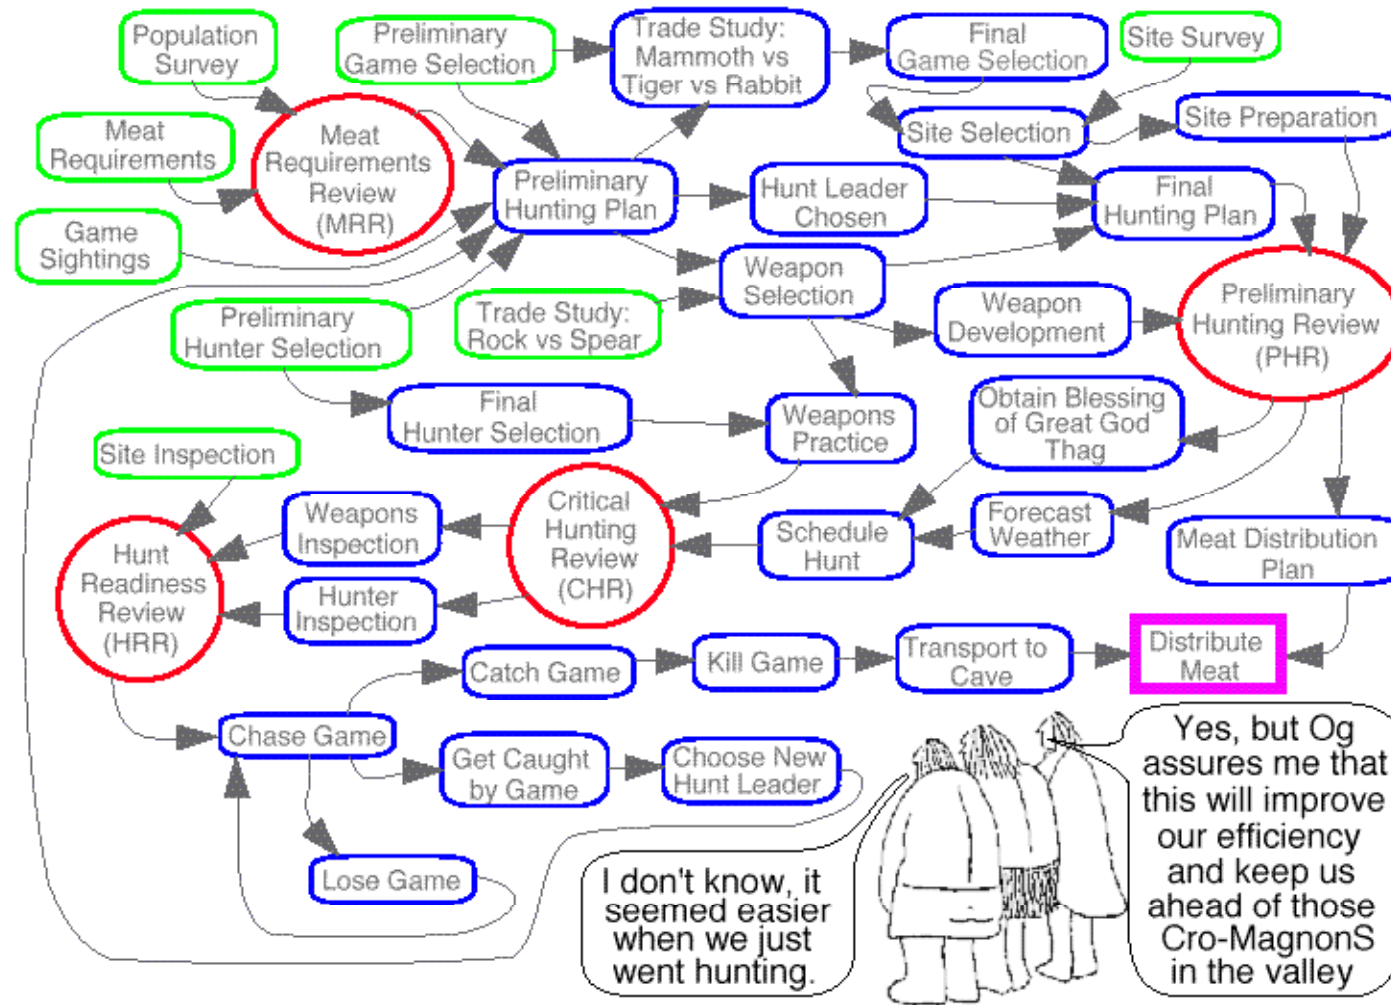 Population
Survey
Preliminary
Game Selection
Trade Study:
Mammoth vs
Tiger vs Rabbit
Final
Game Selection
Site Survey
Meat
Requirements
Meat
Requirements
Review
(MRR)
Site Selection
Site Preparation
Preliminary
Hunting Plan
Hunt Leader
Chosen
Final
Hunting Plan
Game
Sightings
Weapon
Selection
Preliminary
Hunter Selection
Trade Study:
Rock vs Spear
Weapon
Development
Preliminary
Hunting Review
(PHR)
Final
Hunter Selection
Weapons
Practice
Obtain Blessing
of Great God
Thag
Site Inspection
Weapons
Inspection
Critical
Hunting
Review
(CHR)
Schedule
Hunt
Forecast
Weather
Meat Distribution
Plan
Hunt
Readiness
Review
(HRR)
Hunter
Inspection
Catch Game
Kill Game
Transport to
Cave
Distribute
Meat
Chase Game
Get Caught
by Game
Choose New
Hunt Leader
Lose Game
I don't know, it
seemed easier
when we just
went hunting.
Yes, but Og
assures me that
this will improve
our efficiency
and keep us
ahead of those
Cro-MagnonS
in the valley